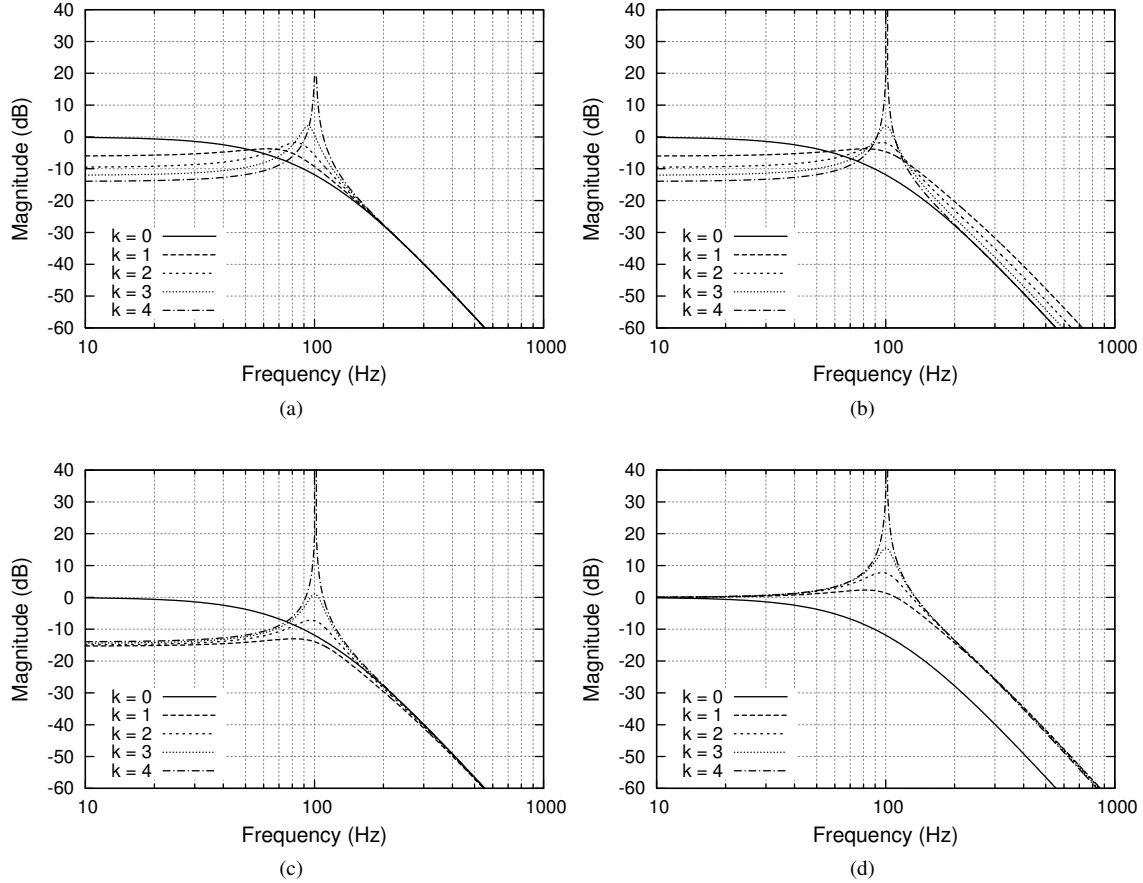 40
30
20
10
0
-10
-20
-30
-40
-50
-60
Magnitude (dB)
k = 0
k = 1
k = 2
k = 3
k = 4
10 100 1000
Frequency (Hz)
(a)
40
30
20
10
0
-10
-20
-30
-40
-50
-60
Magnitude (dB)
k = 0
k = 1
k = 2
k = 3
k = 4
10 100 1000
Frequency (Hz)
(b)
40
30
20
10
0
-10
-20
-30
-40
-50
-60
Magnitude (dB)
k = 0
k = 1
k = 2
k = 3
k = 4
10 100 1000
Frequency (Hz)
(c)
40
30
20
10
0
-10
-20
-30
-40
-50
-60
Magnitude (dB)
k = 0
k = 1
k = 2
k = 3
k = 4
10 100 1000
Frequency (Hz)
(d)